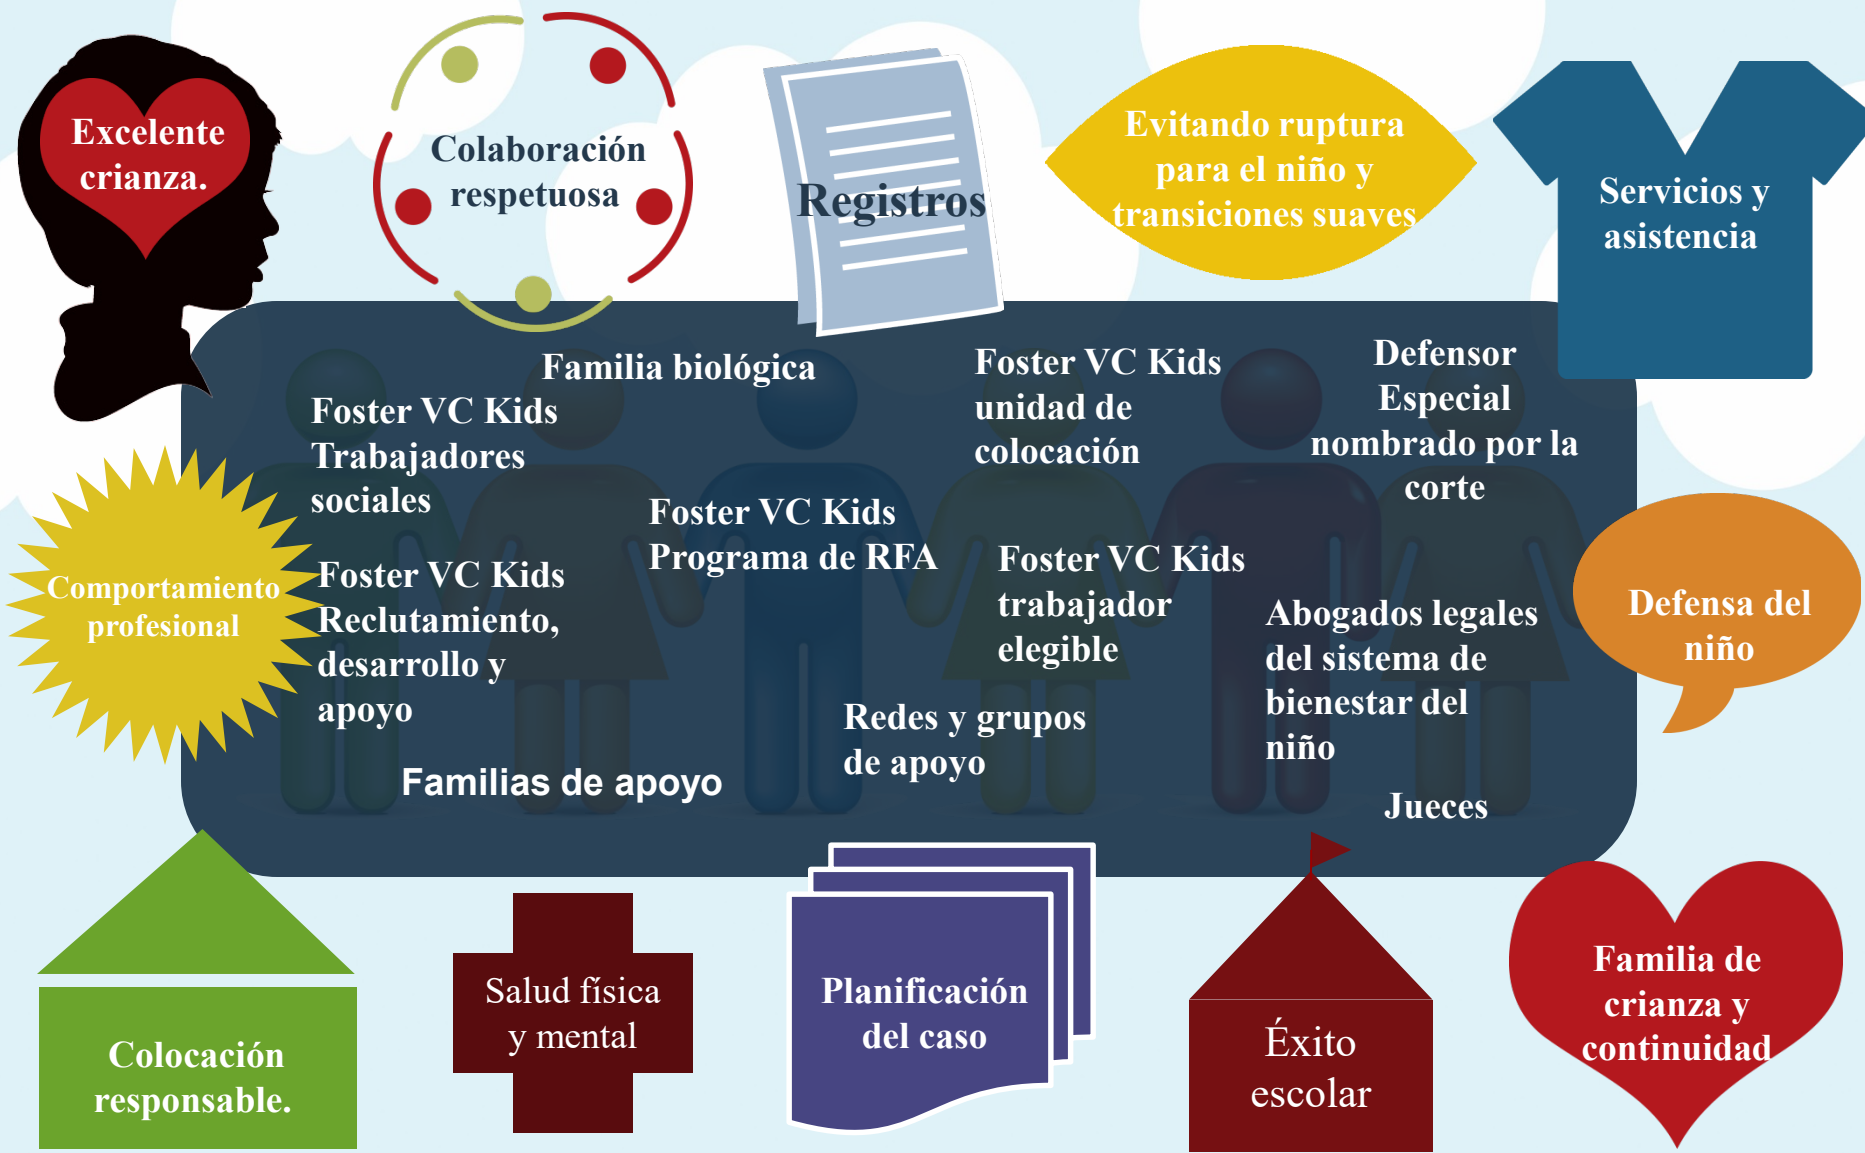 Excelente
crianza.
Colaboración
respetuosa
Registros
Evitando ruptura
para el niño y
transiciones suaves
Servicios y
asistencia
Familia biológica
Foster VC Kids
Trabajadores
sociales
Foster VC Kids
unidad de
colocación
Defensor
Especial
nombrado por la
corte
Foster VC Kids
Programa de RFA
Comportamiento
profesional
Foster VC Kids
Reclutamiento,
desarrollo y
apoyo
Foster VC Kids
trabajador
elegible
Abogados legales
del sistema de
bienestar del
niño
Defensa del
niño
Redes y grupos
de apoyo
Familias de apoyo
Jueces
Colocación
responsable.
Salud física
y mental
Planificación
del caso
Éxito
escolar
Familia de
crianza y
continuidad